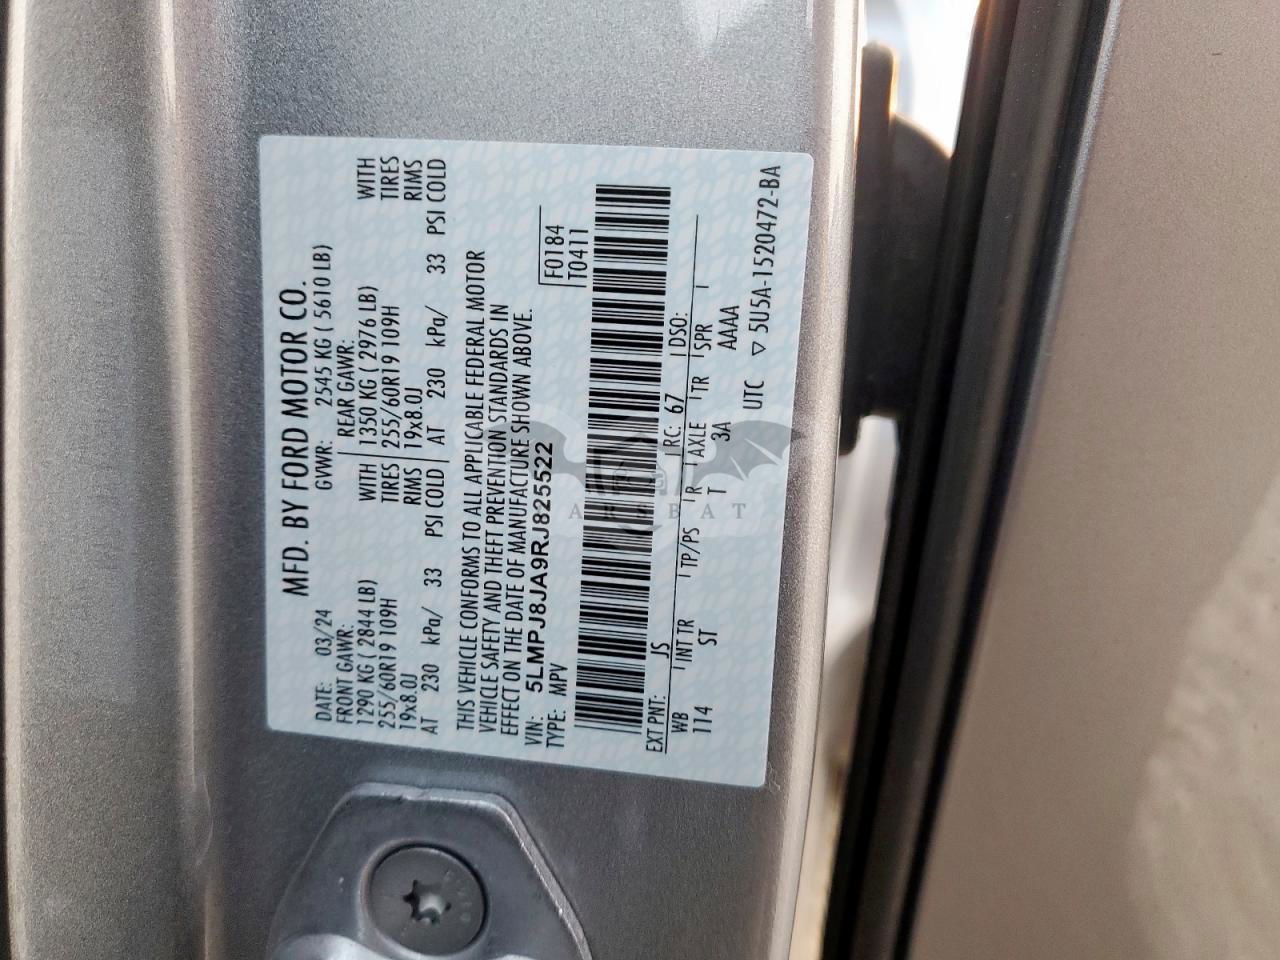 MFD. BY FORD MOTOR CO.
DATE: 03/24 GVWR: 2545 KG ( 5610 LB)
FRONT GAWR: REAR GAWR:
1290 KG ( 2844 LB) WITH 1350 KG ( 2976 LB) WITH
255/60R19 109H TIRES 255/60R19 109H TIRES
19x8.0J RIMS 19x8.0J RIMS
AT 230 kPa/ 33 PSI COLD AT 230 kPa/ 33 PSI COLD
THIS VEHICLE CONFORMS TO ALL APPLICABLE FEDERAL MOTOR
VEHICLE SAFETY AND THEFT PREVENTION STANDARDS IN
EFFECT ON THE DATE OF MANUFACTURE SHOWN ABOVE.
VIN: 5LMPJ8JA9RJ825522
TYPE: MPV
F0184
T0411
EXT PNT: JS RC: 67 DSO:
WB INT TR TP/PS R AXLE TR SPR
114 ST T 3A AAAA
UTC ▽ 5U5A-1520472-BA
ARSBAT